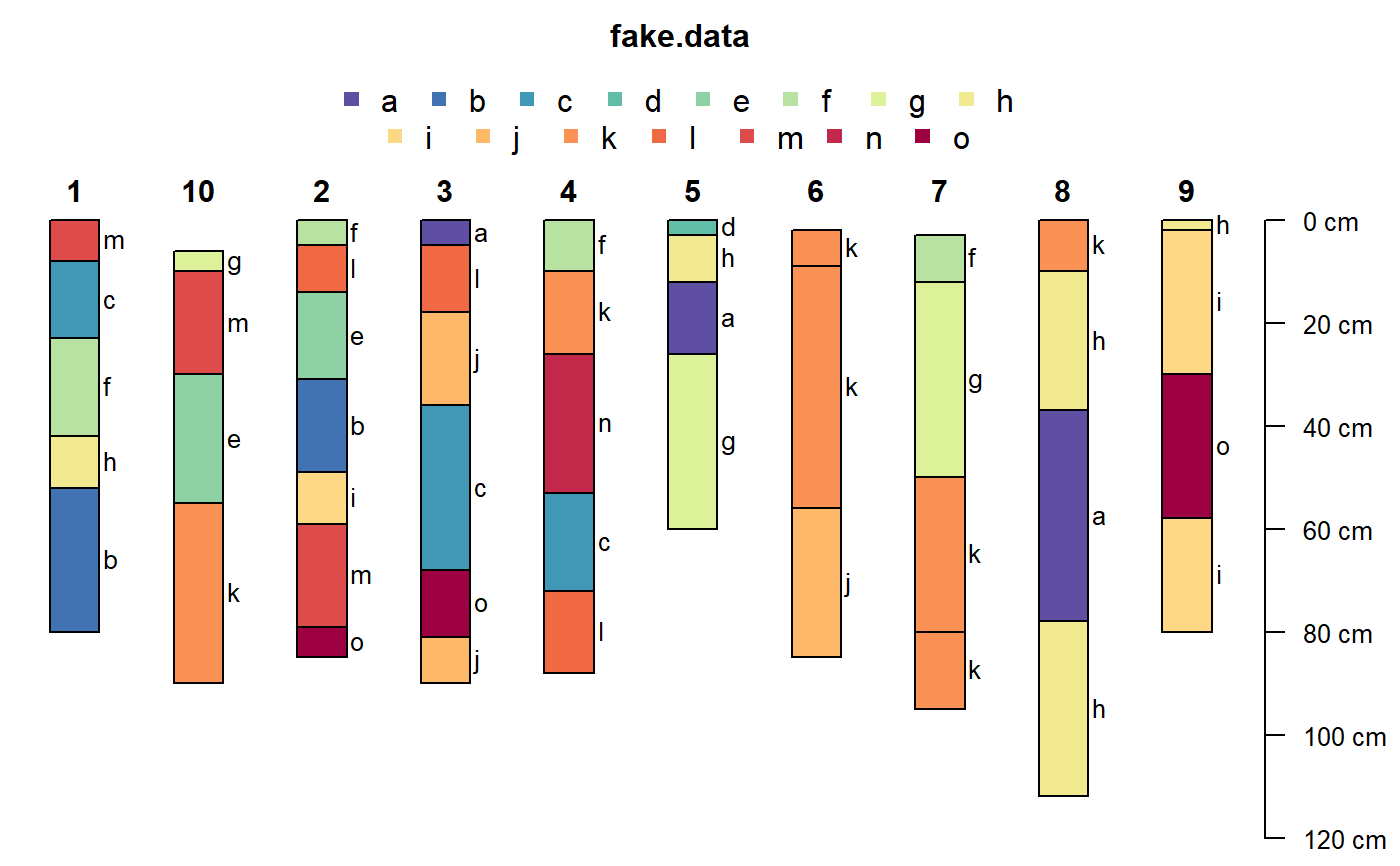 fake.data
a b c d e f g h
i j k l m n o
1 10 2 3 4 5 6 7 8 9
m
c
f
h
b
g
m
e
k
f
l
e
b
i
m
o
a
l
j
c
o
j
f
k
n
c
l
d
h
a
g
k
k
j
f
g
k
k
k
h
a
h
h
i
o
i
0 cm
20 cm
40 cm
60 cm
80 cm
100 cm
120 cm